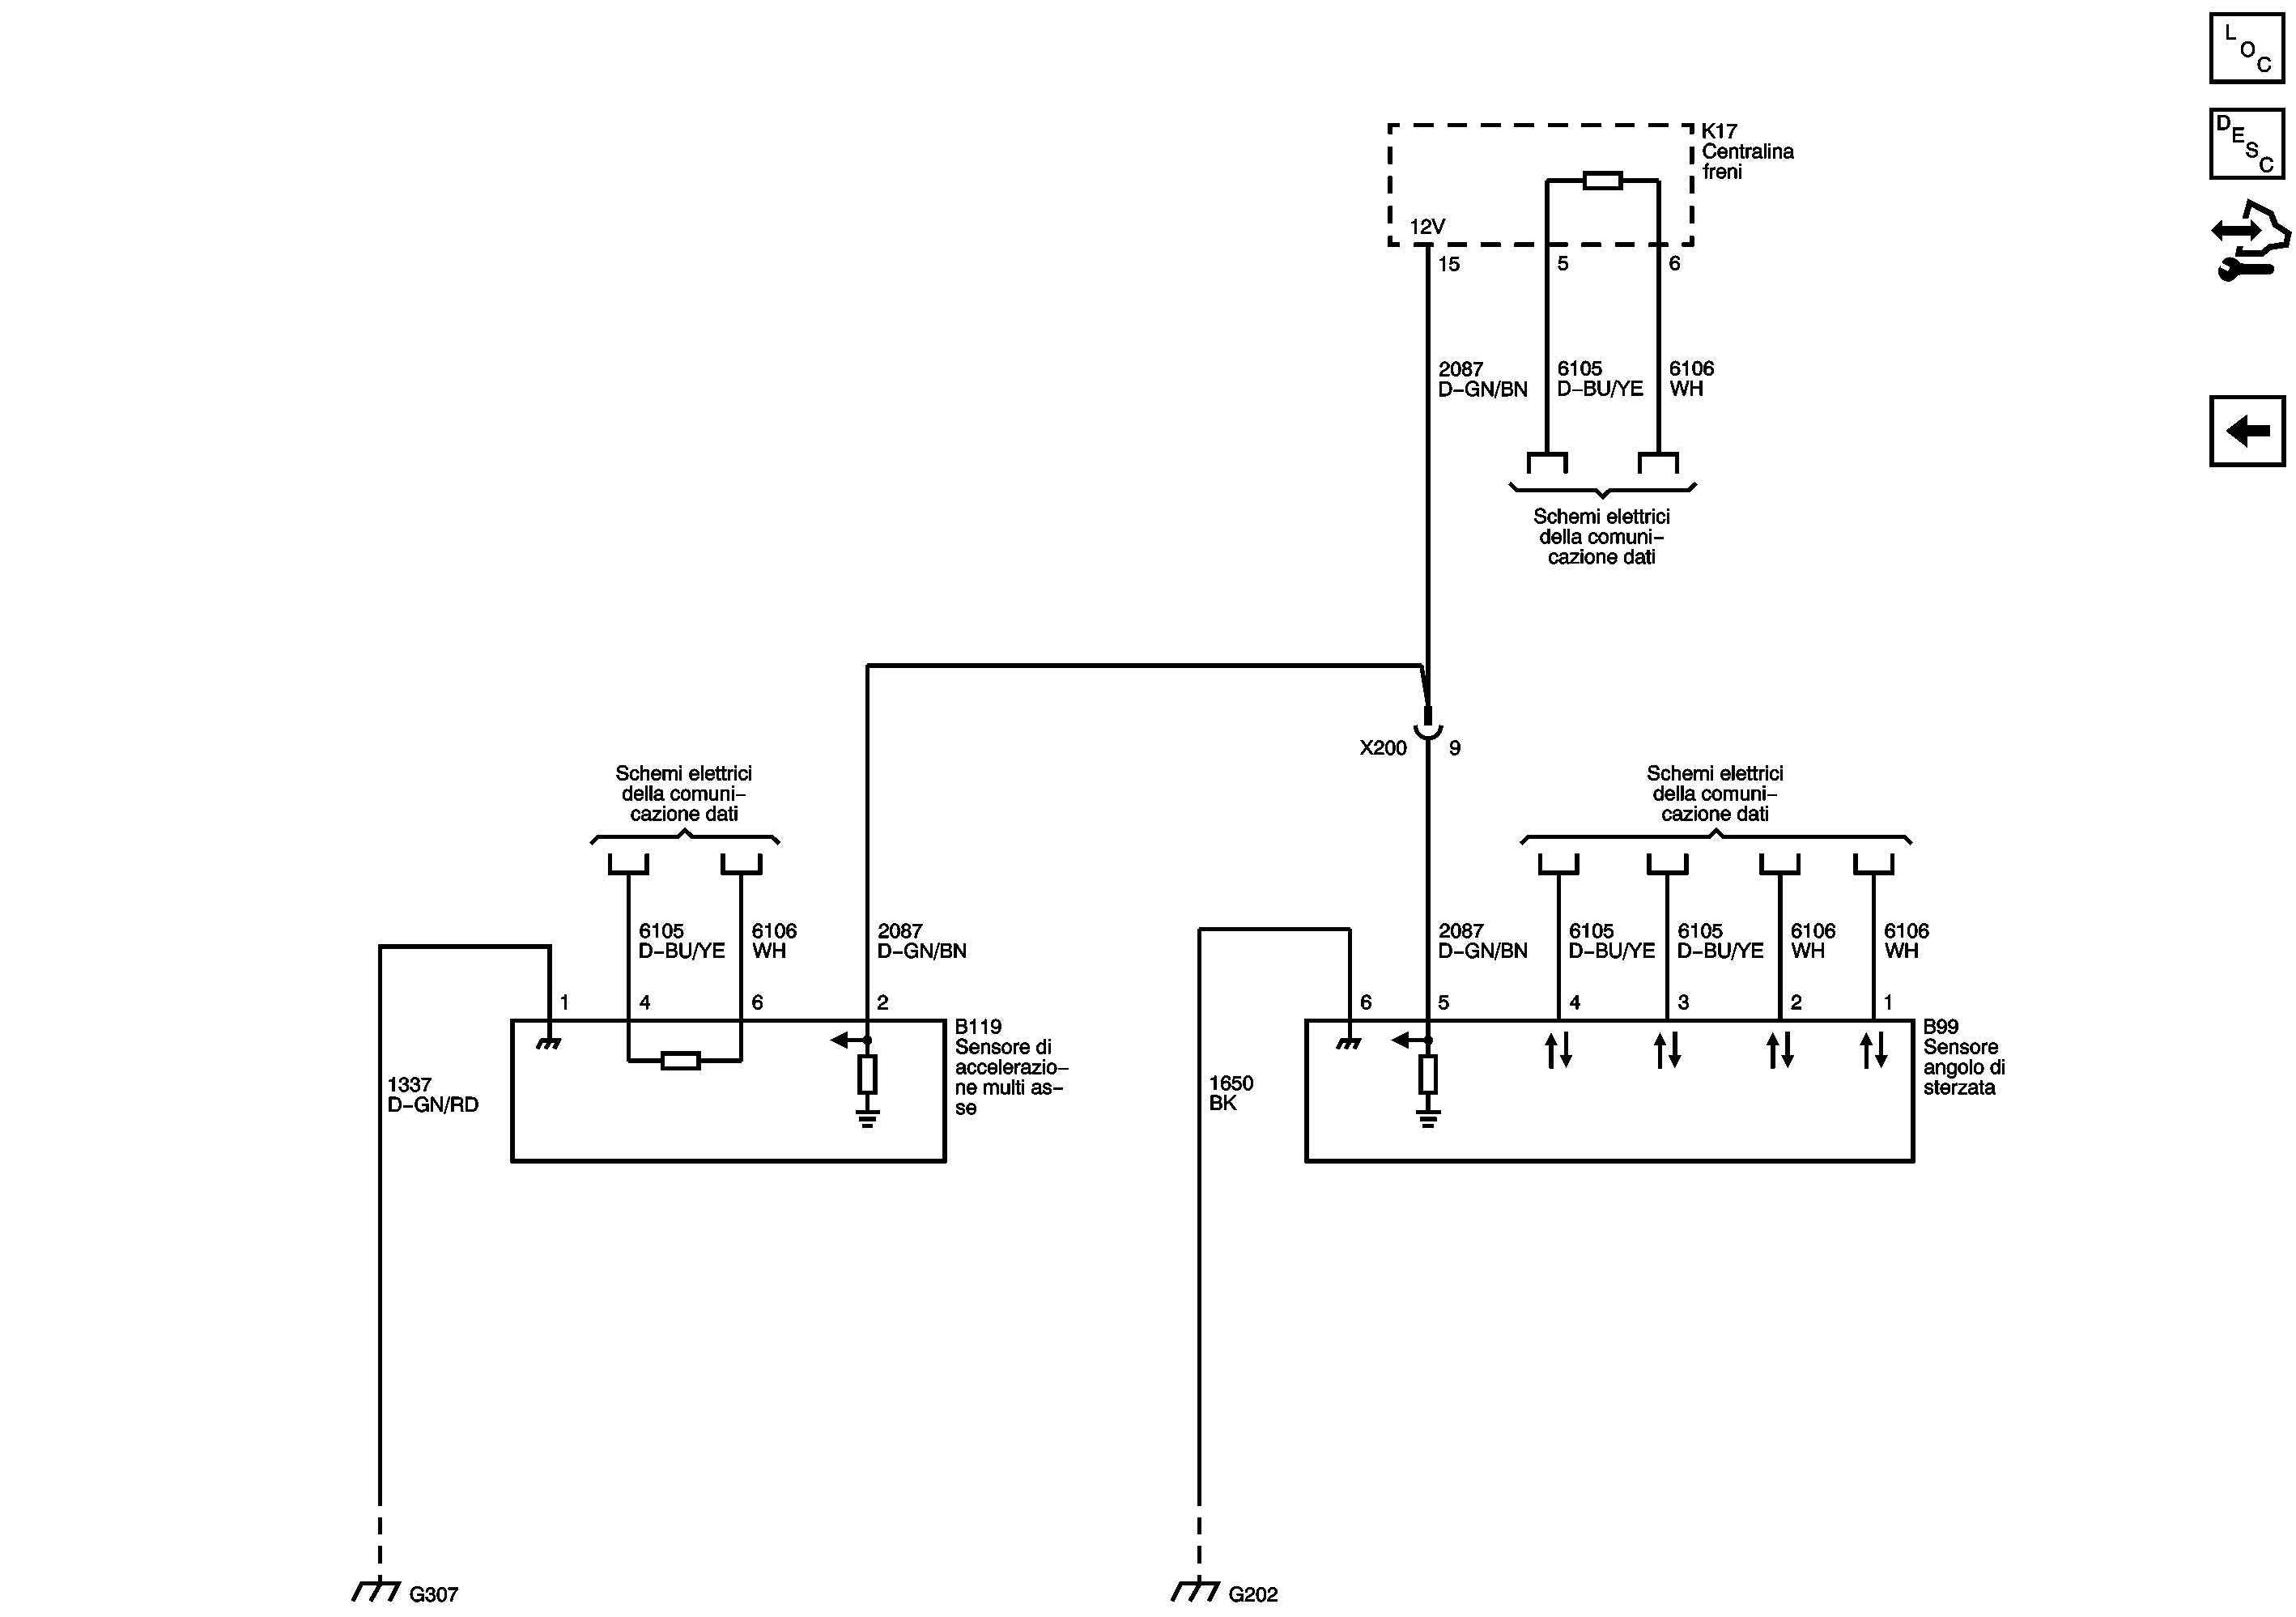 L
O
C
D
E
S
C
K17
Centralina
freni
12V
15
5
6
2087
D-GN/BN
6105
D-BU/YE
6106
WH
Schemi elettrici
della comuni-
cazione dati
X200
9
Schemi elettrici
della comuni-
cazione dati
Schemi elettrici
della comuni-
cazione dati
6105
D-BU/YE
6106
WH
2087
D-GN/BN
2087
D-GN/BN
6105
D-BU/YE
6105
D-BU/YE
6106
WH
6106
WH
1
4
6
2
6
5
4
3
2
1
B119
Sensore di
accelerazio-
ne multi as-
se
B99
Sensore
angolo di
sterzata
1337
D-GN/RD
1650
BK
G307
G202